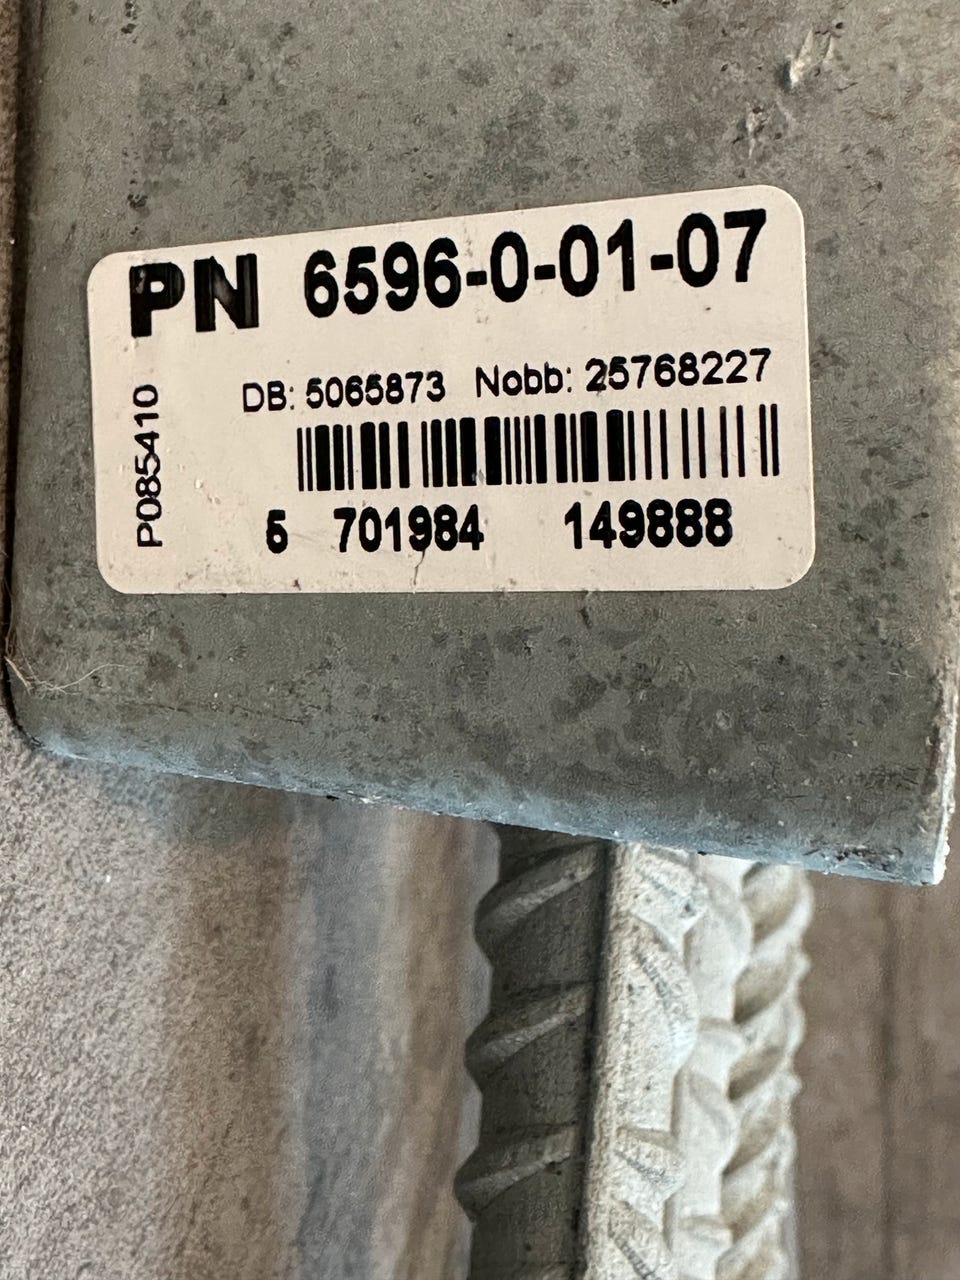 PN 6596-0-01-07
DB: 5065873 Nobb: 25768227
P085410
5 701984 149888